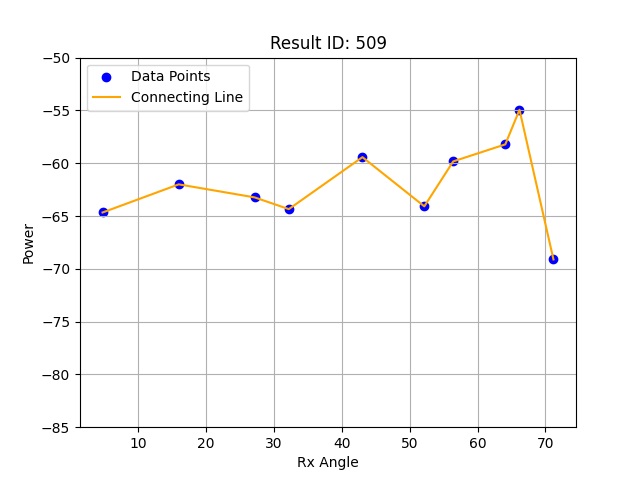 Result ID: 509
Data Points
Connecting Line
Power
−50
−55
−60
−65
−70
−75
−80
−85
10 20 30 40 50 60 70
Rx Angle